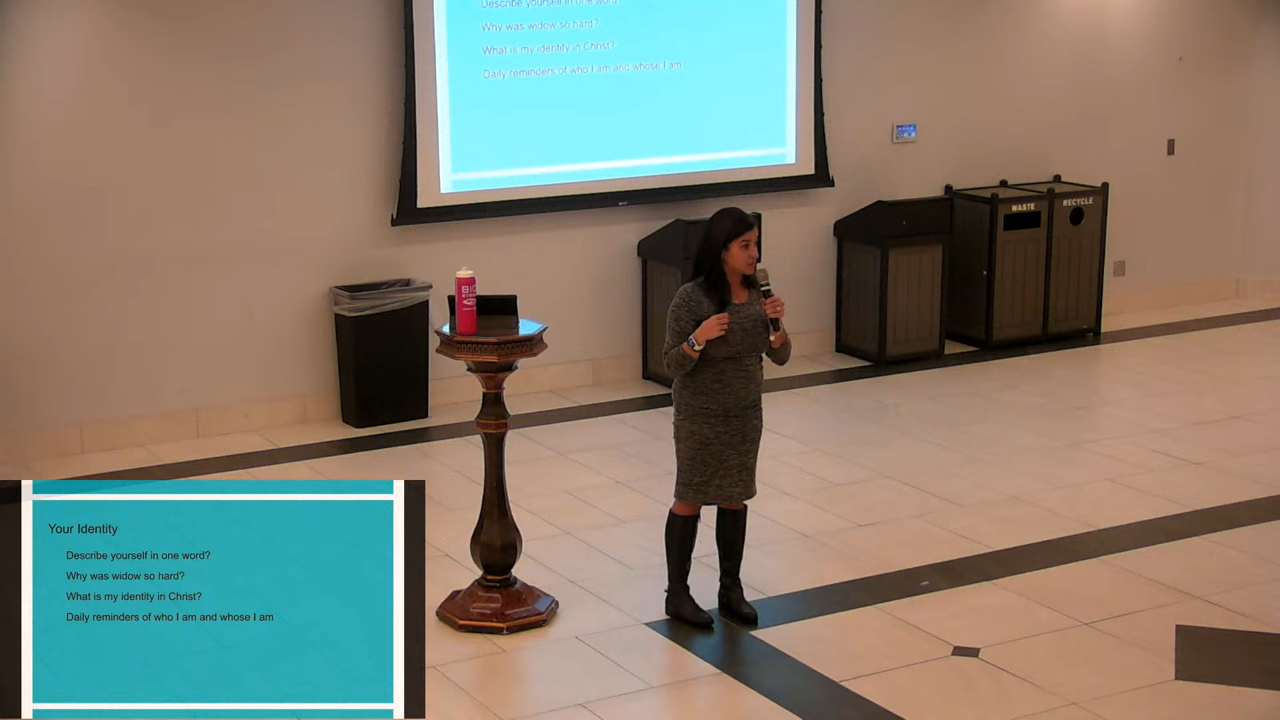 Describe yourself in one word?
Why was widow so hard?
What is my identity in Christ?
Daily reminders of who I am and whose I am
WASTE
RECYCLE
BIG
Your Identity
Describe yourself in one word?
Why was widow so hard?
What is my identity in Christ?
Daily reminders of who I am and whose I am